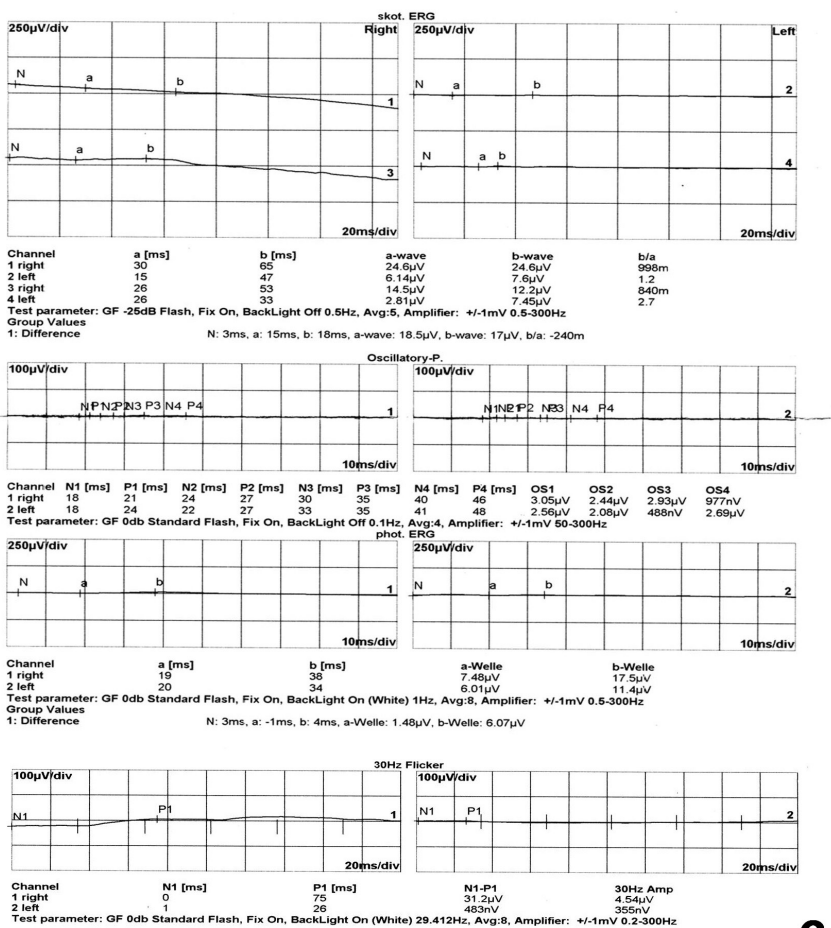 skot. ERG
250µV/div Right 250µV/div Left
N a b 1 N a b 2
N a b 3 N a b 4
20ms/div 20ms/div
Channel a [ms] b [ms] a-wave b-wave b/a
1 right 30 65 24.6µV 24.6µV 998m
2 left 15 47 6.14µV 7.6µV 1.2
3 right 26 53 14.5µV 12.2µV 840m
4 left 26 33 2.81µV 7.45µV 2.7
Test parameter: GF -25dB Flash, Fix On, BackLight Off 0.5Hz, Avg:5, Amplifier: +/-1mV 0.5-300Hz
Group Values
1: Difference N: 3ms, a: 15ms, b: 18ms, a-wave: 18.5µV, b-wave: 17µV, b/a: -240m
Oscillatory-P.
100µV/div 100µV/div
N1 P1 N2 P2 N3 P3 N4 P4 1 N1 N2 P1 P2 N3 P3 N4 P4 2
10ms/div 10ms/div
Channel N1 [ms] P1 [ms] N2 [ms] P2 [ms] N3 [ms] P3 [ms] N4 [ms] P4 [ms] OS1 OS2 OS3 OS4
1 right 18 21 24 27 30 35 40 46 3.05µV 2.44µV 2.93µV 977nV
2 left 18 24 22 27 33 35 41 48 2.56µV 2.08µV 488nV 2.69µV
Test parameter: GF 0db Standard Flash, Fix On, BackLight Off 0.1Hz, Avg:4, Amplifier: +/-1mV 50-300Hz
phot. ERG
250µV/div 250µV/div
N a b 1 N a b 2
10ms/div 10ms/div
Channel a [ms] b [ms] a-Welle b-Welle
1 right 19 38 7.48µV 17.5µV
2 left 20 34 6.01µV 11.4µV
Test parameter: GF 0db Standard Flash, Fix On, BackLight On (White) 1Hz, Avg:8, Amplifier: +/-1mV 0.5-300Hz
Group Values
1: Difference N: 3ms, a: -1ms, b: 4ms, a-Welle: 1.48µV, b-Welle: 6.07µV
30Hz Flicker
100µV/div 100µV/div
N1 P1 1 N1 P1 2
20ms/div 20ms/div
Channel N1 [ms] P1 [ms] N1-P1 30Hz Amp
1 right 0 75 31.2µV 4.54µV
2 left 1 26 483nV 355nV
Test parameter: GF 0db Standard Flash, Fix On, BackLight On (White) 29.412Hz, Avg:8, Amplifier: +/-1mV 0.2-300Hz